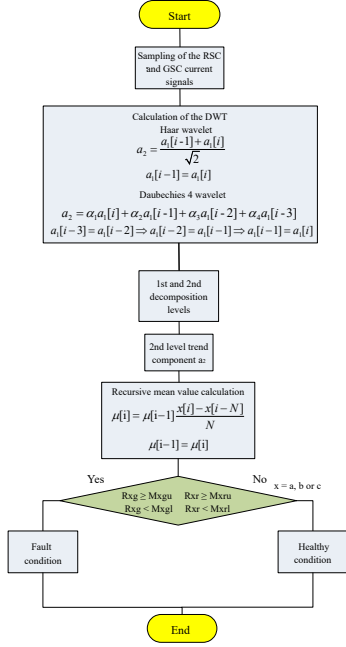 Start
Sampling of the RSC
and GSC current
signals
Calculation of the DWT
Haar wavelet
a₂ = (a₁[i-1] + a₁[i]) / √2
a₁[i−1] = a₁[i]
Daubechies 4 wavelet
a₂ = α₁a₁[i] + α₂a₁[i-1] + α₃a₁[i-2] + α₄a₁[i-3]
a₁[i−3] = a₁[i−2] ⇒ a₁[i−2] = a₁[i−1] ⇒ a₁[i−1] = a₁[i]
1st and 2nd
decomposition
levels
2nd level trend
component a₂
Recursive mean value calculation
μ[i] = μ[i−1] (x[i] − x[i−N]) / N
μ[i−1] = μ[i]
Yes
No
x = a, b or c
Rxg ≥ Mxgu Rxr ≥ Mxru
Rxg < Mxgl Rxr < Mxrl
Fault
condition
Healthy
condition
End